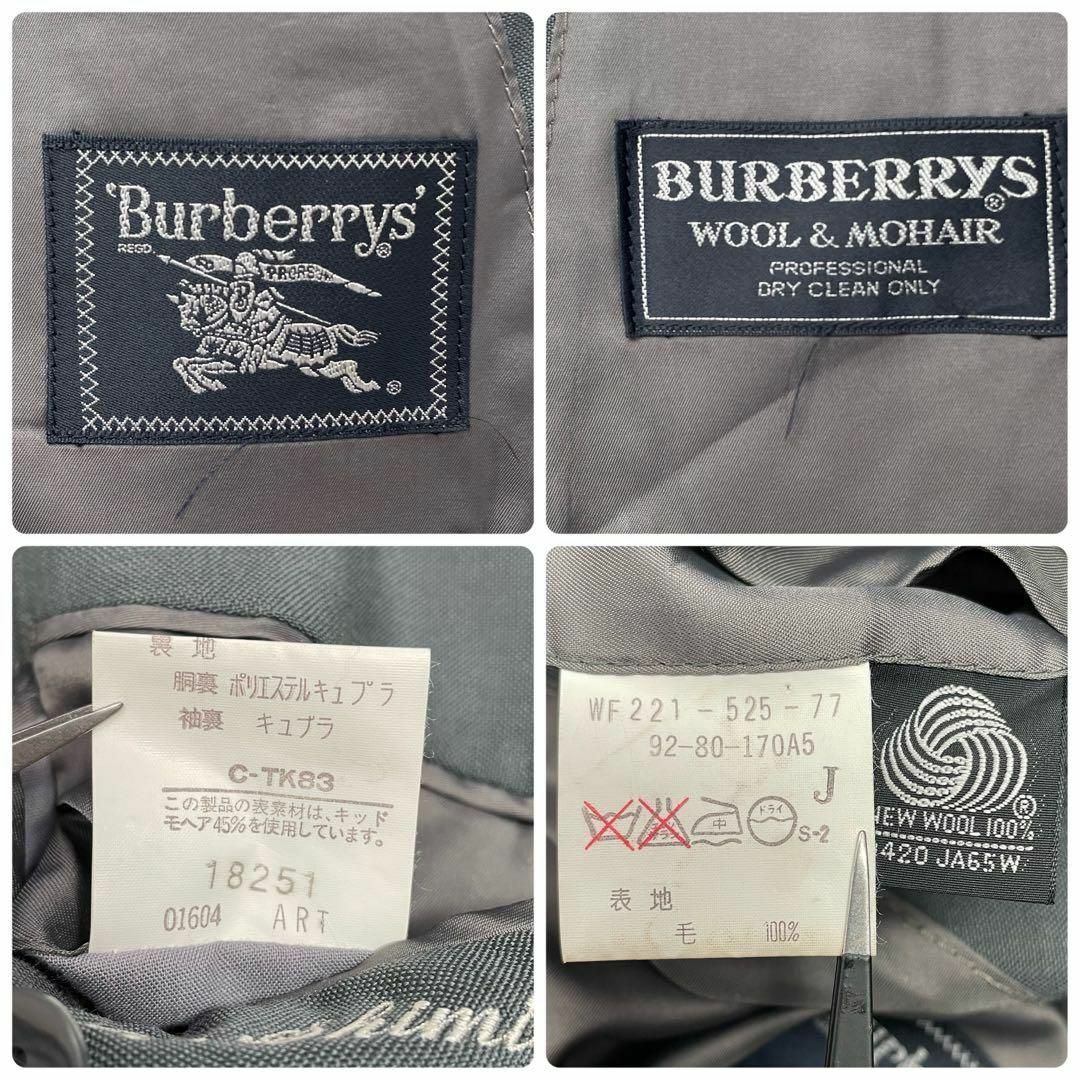 'Burberrys'®
REGD.
PRORSUM
®
BURBERRYS®
WOOL & MOHAIR
PROFESSIONAL
DRY CLEAN ONLY
裏 地
胴裏 ポリエステルキュプラ
袖裏 キュプラ
C-TK83
この製品の表素材は、キッド
モヘア45%を使用しています。
18251
01604 ART
WF221-525-77
92-80-170A5
J
中
ドライ
S-2
表 地
毛 100%
®
NEW WOOL 100%
420 JA65W